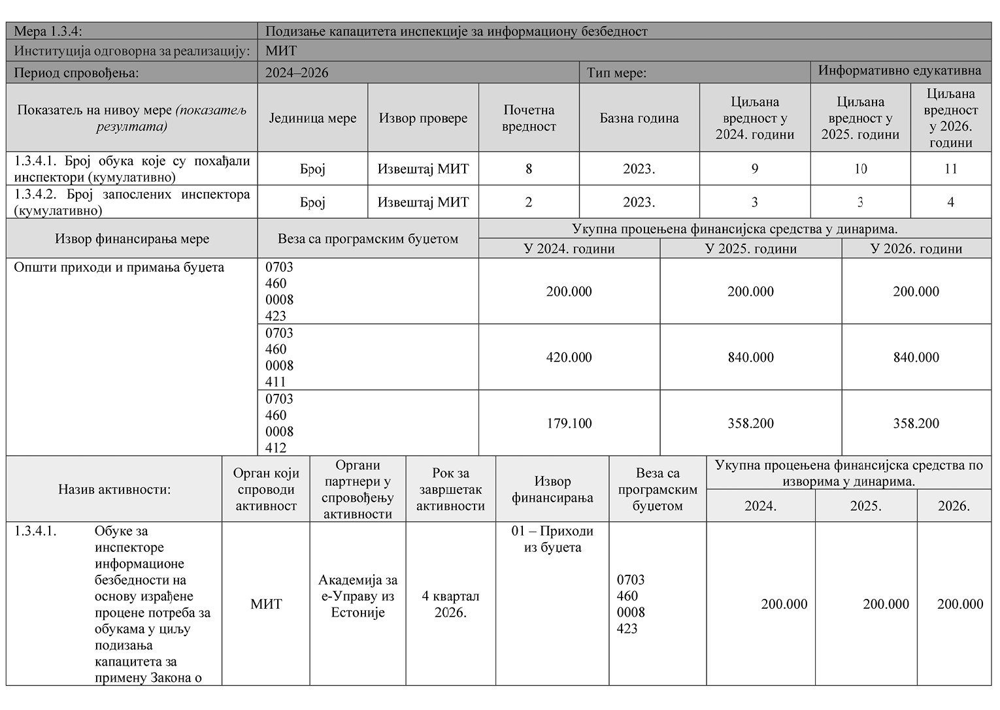 Мера 1.3.4:
Подизање капацитета инспекције за информациону безбедност
Институција одговорна за реализацију:
МИТ
Период спровођења:
2024–2026
Тип мере:
Информативно едукативна
Показатељ на нивоу мере (показатељ
резултата)
Јединица мере
Извор провере
Почетна
вредност
Базна година
Циљана
вредност у
2024. години
Циљана
вредност у
2025. години
Циљана
вредност
у 2026.
години
1.3.4.1. Број обука које су похађали
инспектори (кумулативно)
Број
Извештај МИТ
8
2023.
9
10
11
1.3.4.2. Број запослених инспектора
(кумулативно)
Број
Извештај МИТ
2
2023.
3
3
4
Извор финансирања мере
Веза са програмским буџетом
Укупна процењена финансијска средства у динарима.
У 2024. години
У 2025. години
У 2026. години
Општи приходи и примања буџета
0703
460
0008
423
200.000
200.000
200.000
0703
460
0008
411
420.000
840.000
840.000
0703
460
0008
412
179.100
358.200
358.200
Назив активности:
Орган који
спроводи
активност
Органи
партнери у
спровођењу
активности
Рок за
завршетак
активности
Извор
финансирања
Веза са
програмским
буџетом
Укупна процењена финансијска средства по
изворима у динарима.
2024.
2025.
2026.
1.3.4.1. Обуке за
инспекторе
информационе
безбедности на
основу израђене
процене потреба за
обукама у циљу
подизања
капацитета за
примену Закона о
МИТ
Академија за
е-Управу из
Естоније
4 квартал
2026.
01 – Приходи
из буџета
0703
460
0008
423
200.000
200.000
200.000